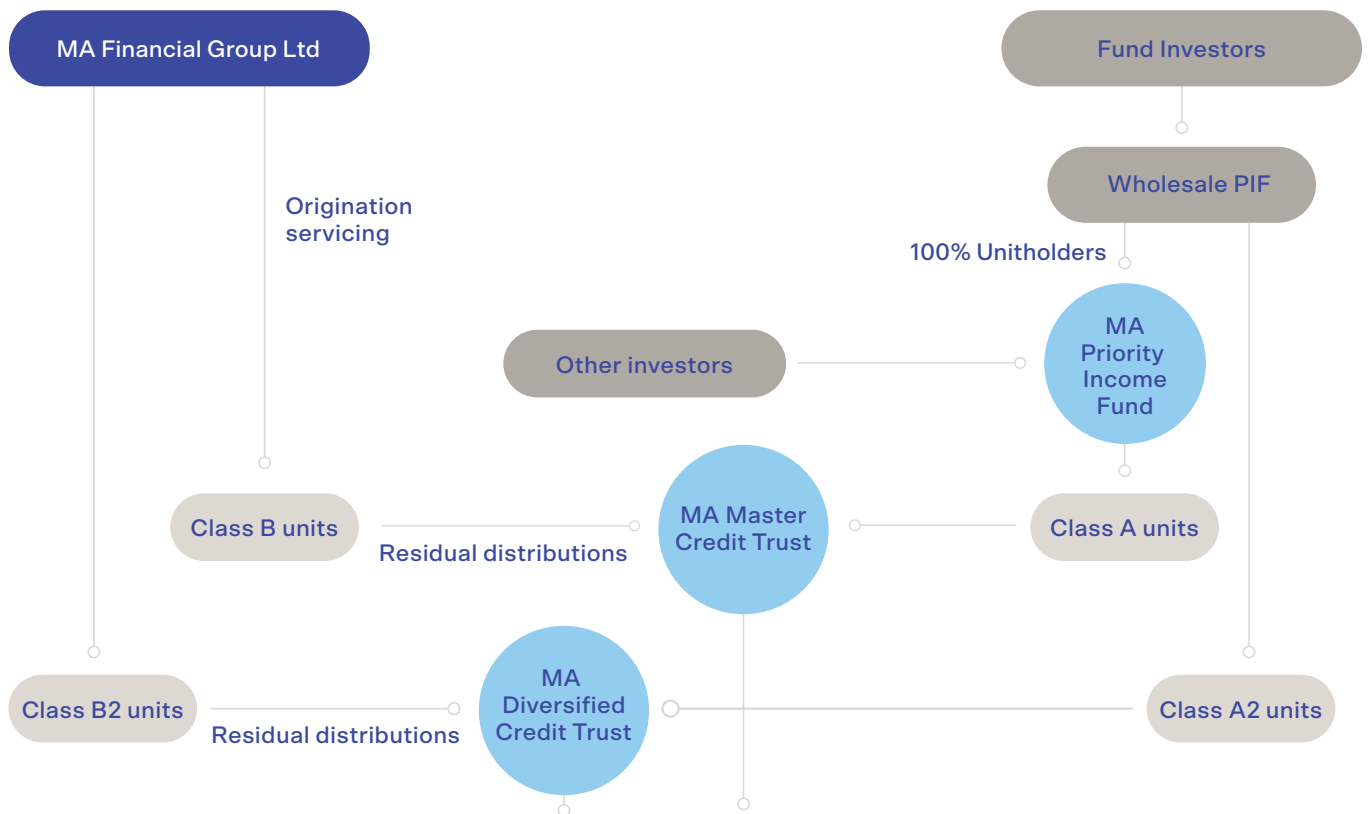 MA Financial Group Ltd
Fund Investors
Wholesale PIF
Origination
servicing
100% Unitholders
MA
Priority
Income
Fund
Other investors
Class B units
Residual distributions
MA Master
Credit Trust
Class A units
Class B2 units
Residual distributions
MA
Diversified
Credit Trust
Class A2 units